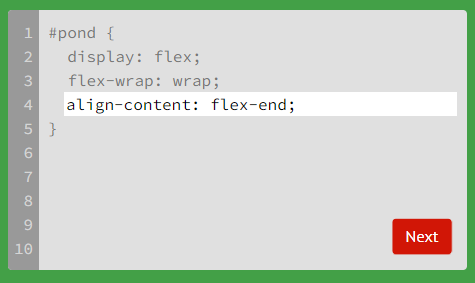 1 #pond {
2 display: flex;
3 flex-wrap: wrap;
4 align-content: flex-end;
5 }
6
7
8
9
10
Next